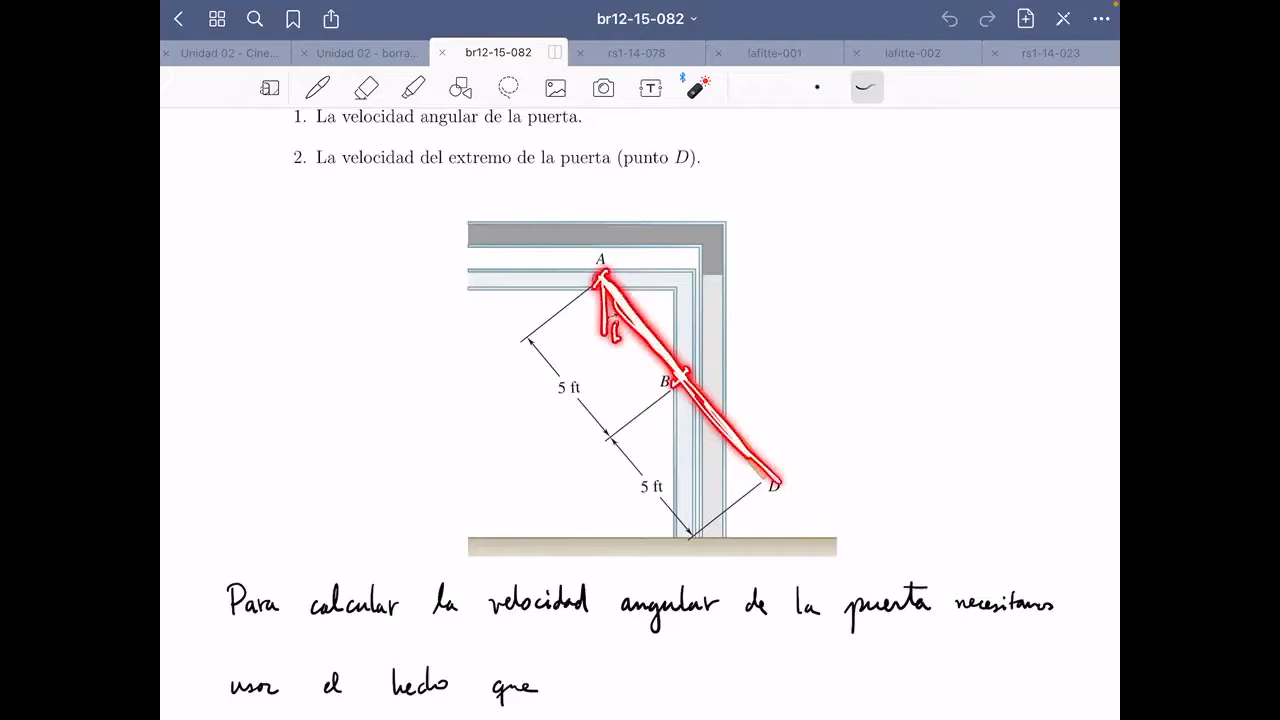 br12-15-082
Unidad 02 - Cine...
Unidad 02 - borra...
br12-15-082
rs1-14-078
lafitte-001
lafitte-002
rs1-14-023
1. La velocidad angular de la puerta.
2. La velocidad del extremo de la puerta (punto D).
A
B
5 ft
5 ft
D
Para calcular la velocidad angular de la puerta necesitamos
usar el hecho que